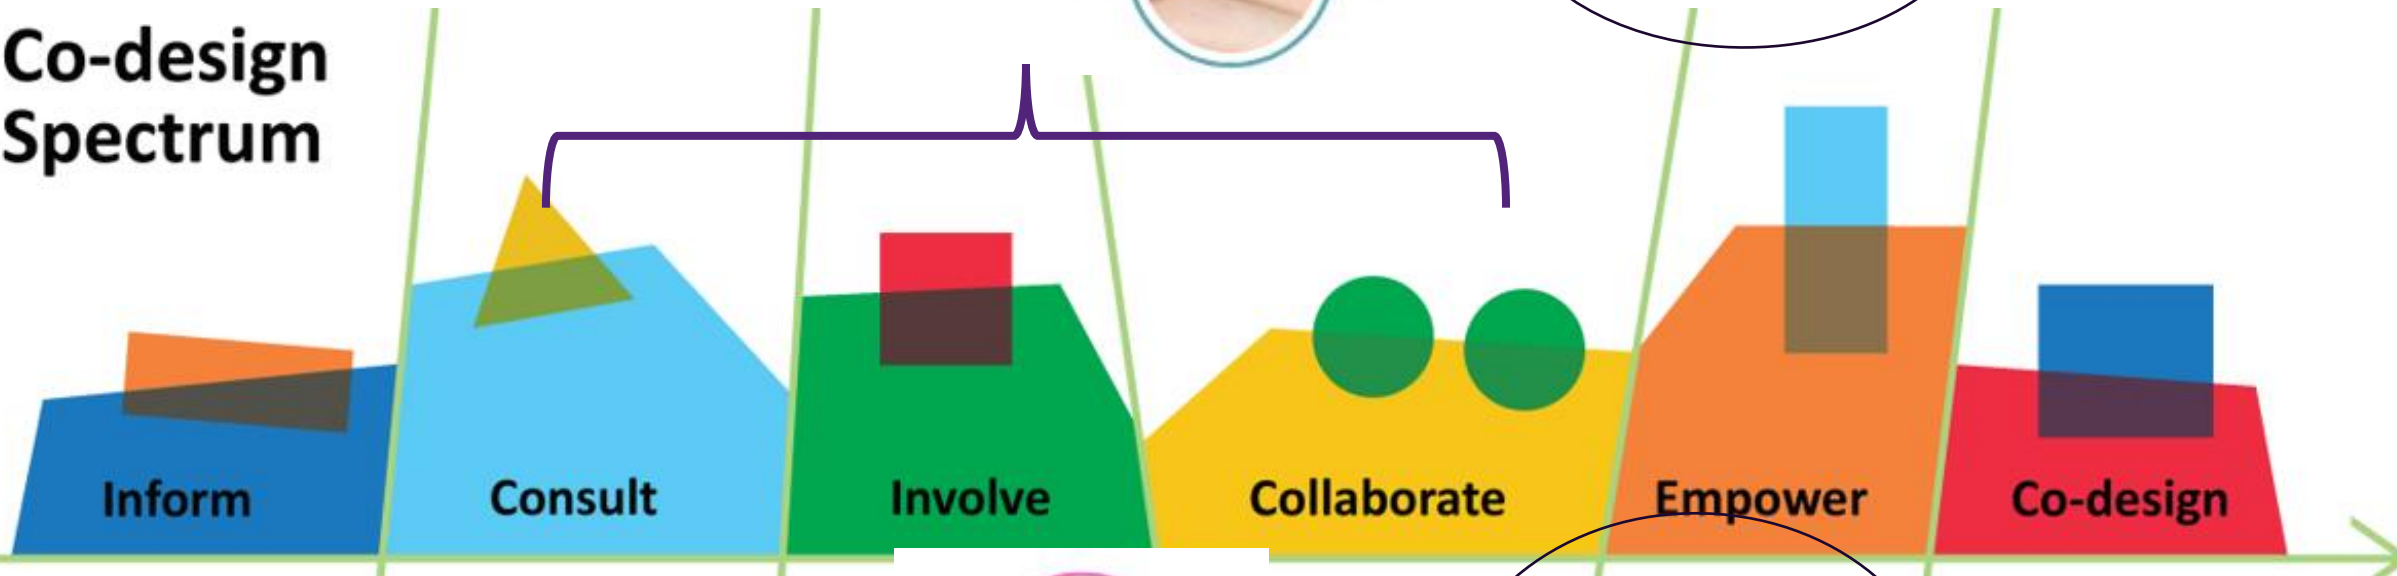 Co-design
Spectrum
Inform
Consult
Involve
Collaborate
Empower
Co-design